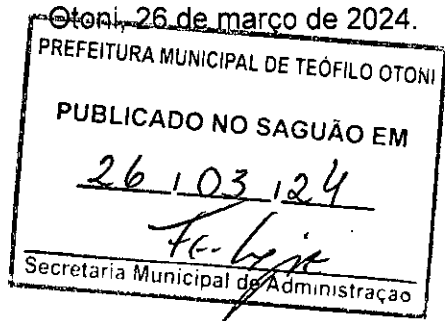 Otoni, 26 de março de 2024.
PREFEITURA MUNICIPAL DE TEÓFILO OTONI
PUBLICADO NO SAGUÃO EM
26 / 03 / 24
Secretaria Municipal de Administração